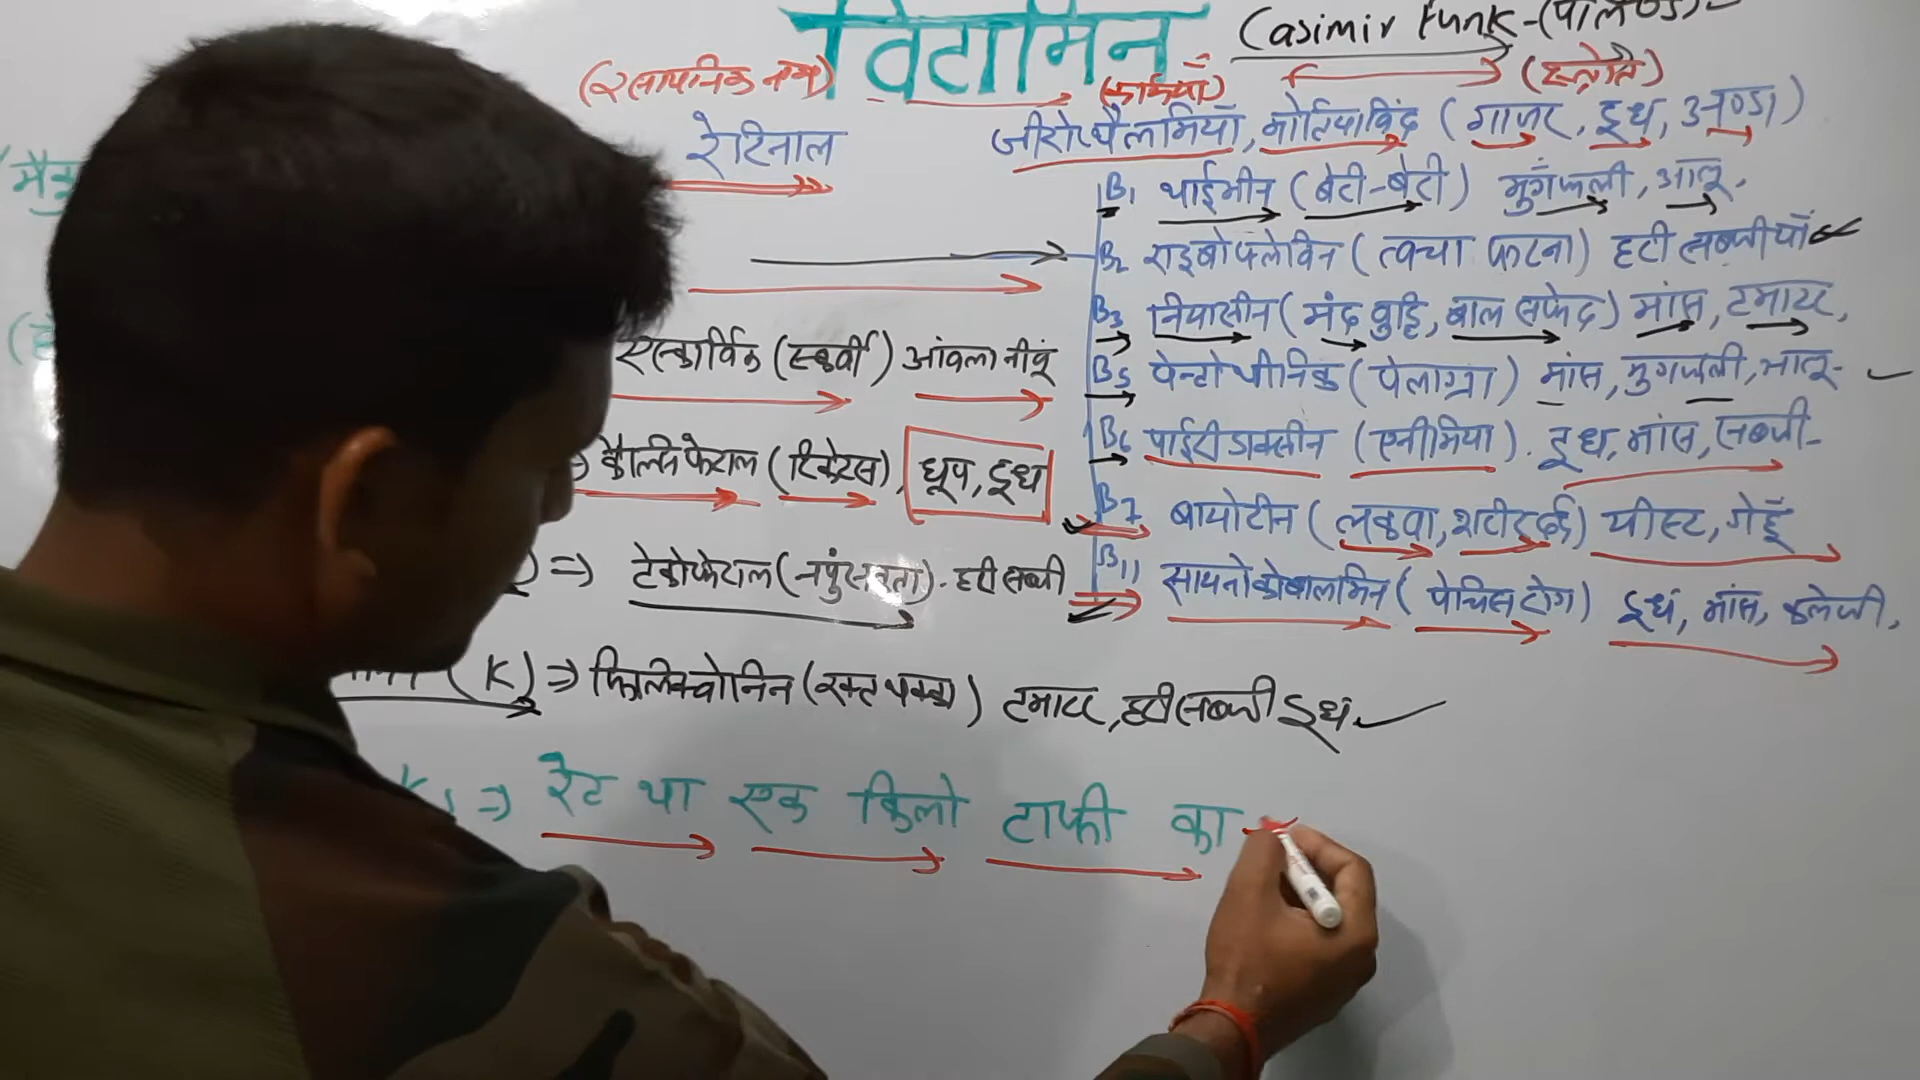 विटामिन Casimir Funk-(पोलैण्ड)
(रसायनिक नाम) (कमियाँ) (स्त्रोत)
रेटिनाल जीरोप्थैलमियाँ, मोतियाबिंद (गाजर, दुध, अण्डा)
B1 थाईमीन (बेरी-बेरी) मुगँफली, आलू.
B2 राइबोफ्लेविन (त्वचा फटना) हरी सब्जीयाँ
B3 नियासीन (मंद वुद्दि, बाल सफेद) मांस, टमाटर,
एस्कार्विक (स्कर्वी) आंवला नीवूं
B5 पेन्टोथीनिक (पेलाग्रा) मांस, मुगफली, आलू-
B6 पाईरीडाक्सीन (एनीमिया). दुध, मांस, सब्जी-
⇒ कैल्सिफेराल (रिकेट्स), धूप, दुध
B7 बायोटीन (लकवा, शरीर दर्द) यीस्ट, गेहूँ
⇒ टेकोफेराल (नपुंसकता). हरी सब्जी
B11 सायनोकोबालमिन (पेचिस रोग) दुधं, मांस, कलेजी,
(K) ⇒ फिलिक्वोनिन (रक्त थक्का) टमाटर, हरी सब्जी दुधं
⇒ रेट था एक किलो टाफी का